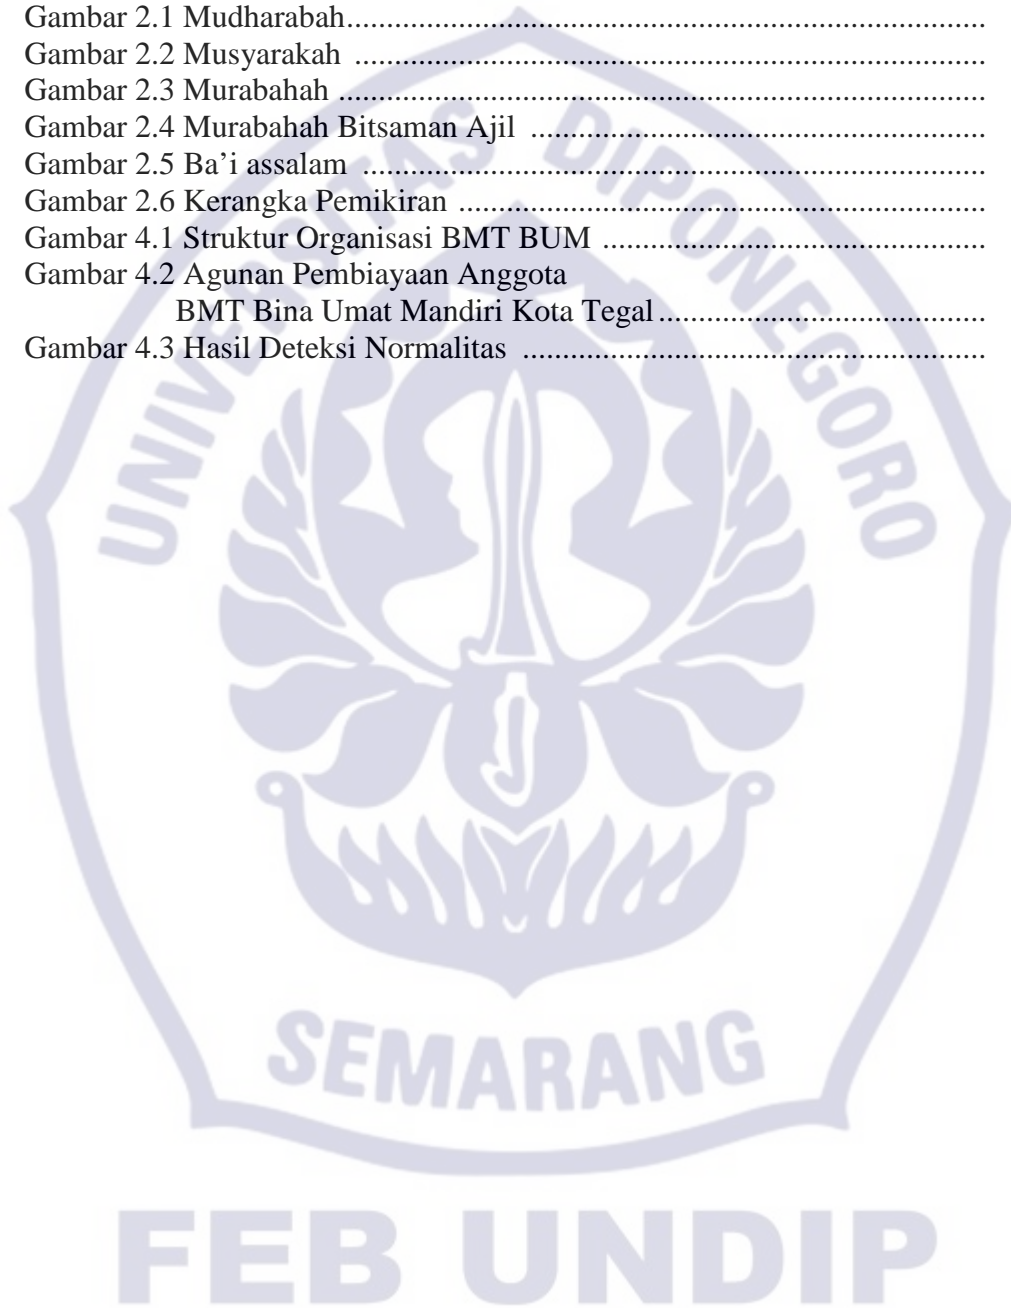 Gambar 2.1 Mudharabah................................................................................
Gambar 2.2 Musyarakah ................................................................................
Gambar 2.3 Murabahah ..................................................................................
Gambar 2.4 Murabahah Bitsaman Ajil ..........................................................
Gambar 2.5 Ba’i assalam ...............................................................................
Gambar 2.6 Kerangka Pemikiran ...................................................................
Gambar 4.1 Struktur Organisasi BMT BUM .................................................
Gambar 4.2 Agunan Pembiayaan Anggota
BMT Bina Umat Mandiri Kota Tegal.........................................
Gambar 4.3 Hasil Deteksi Normalitas ...........................................................
UNIVERSITAS DIPONEGORO
SEMARANG
FEB UNDIP